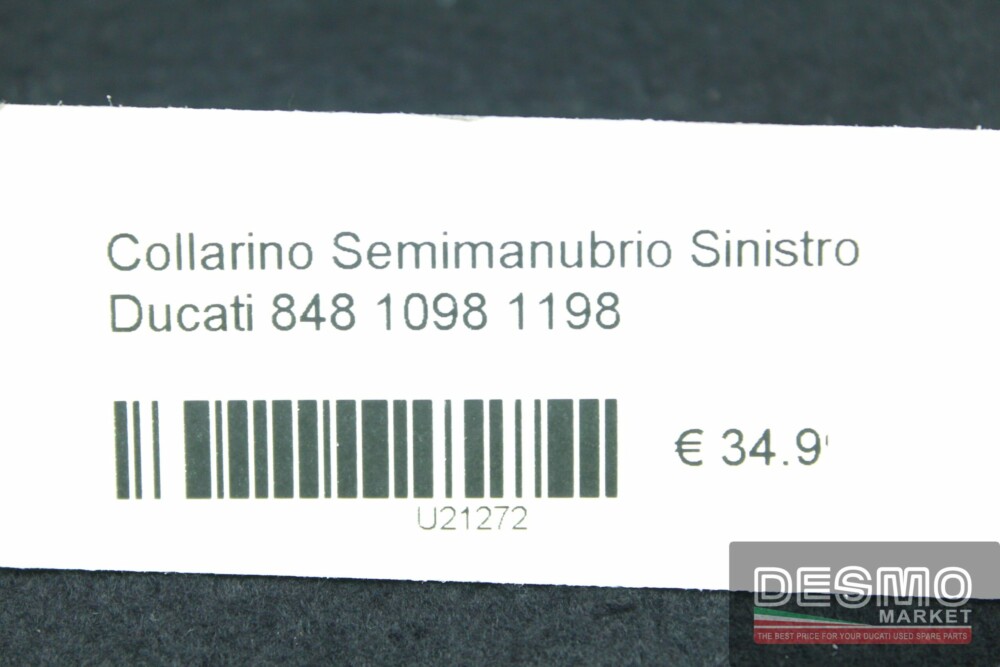 Collarino Semimanubrio Sinistro
Ducati 848 1098 1198
€ 34.9
U21272
DESMO
MARKET
THE BEST PRICE FOR YOUR DUCATI USED SPARE PARTS